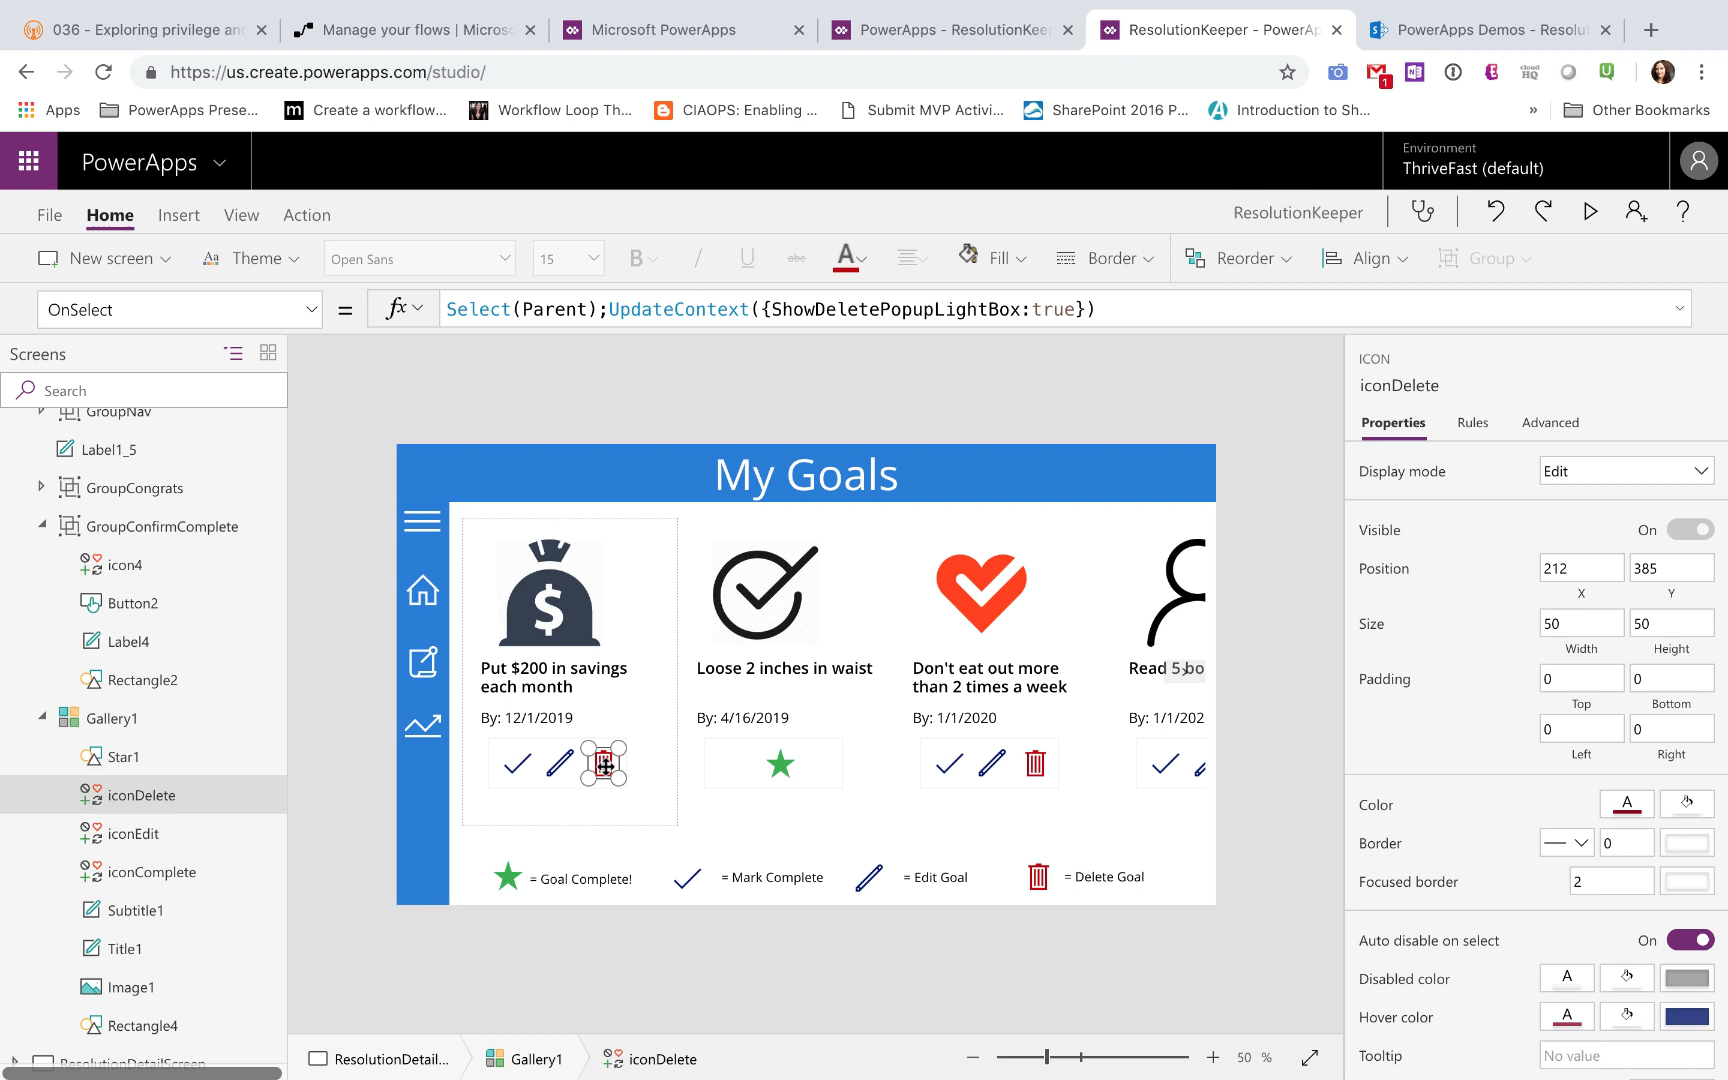 036 - Exploring privilege an
Manage your flows | Micros
Microsoft PowerApps
PowerApps - ResolutionKee
ResolutionKeeper - PowerAp
PowerApps Demos - Resolut
https://us.create.powerapps.com/studio/
1
cloud
HQ
Apps
PowerApps Prese...
Create a workflow...
Workflow Loop Th...
CIAOPS: Enabling ...
Submit MVP Activi...
SharePoint 2016 P...
Introduction to Sh...
»
Other Bookmarks
PowerApps
Environment
ThriveFast (default)
File
Home
Insert
View
Action
ResolutionKeeper
New screen
Theme
Open Sans
15
B
I
U
abc
A
Fill
Border
Reorder
Align
Group
OnSelect
=
fx
Select(Parent);UpdateContext({ShowDeletePopupLightBox:true})
Screens
Search
GroupNav
Label1_5
GroupCongrats
GroupConfirmComplete
icon4
Button2
Label4
Rectangle2
Gallery1
Star1
iconDelete
iconEdit
iconComplete
Subtitle1
Title1
Image1
Rectangle4
ResolutionDetailScreen
My Goals
Put $200 in savings
each month
By: 12/1/2019
Loose 2 inches in waist
By: 4/16/2019
Don't eat out more
than 2 times a week
By: 1/1/2020
Read 5 bo
By: 1/1/202
= Goal Complete!
= Mark Complete
= Edit Goal
= Delete Goal
ResolutionDetail...
Gallery1
iconDelete
50 %
ICON
iconDelete
Properties
Rules
Advanced
Display mode
Edit
Visible
On
Position
212
385
X
Y
Size
50
50
Width
Height
Padding
0
0
Top
Bottom
0
0
Left
Right
Color
A
Border
0
Focused border
2
Auto disable on select
On
Disabled color
A
Hover color
A
Tooltip
No value